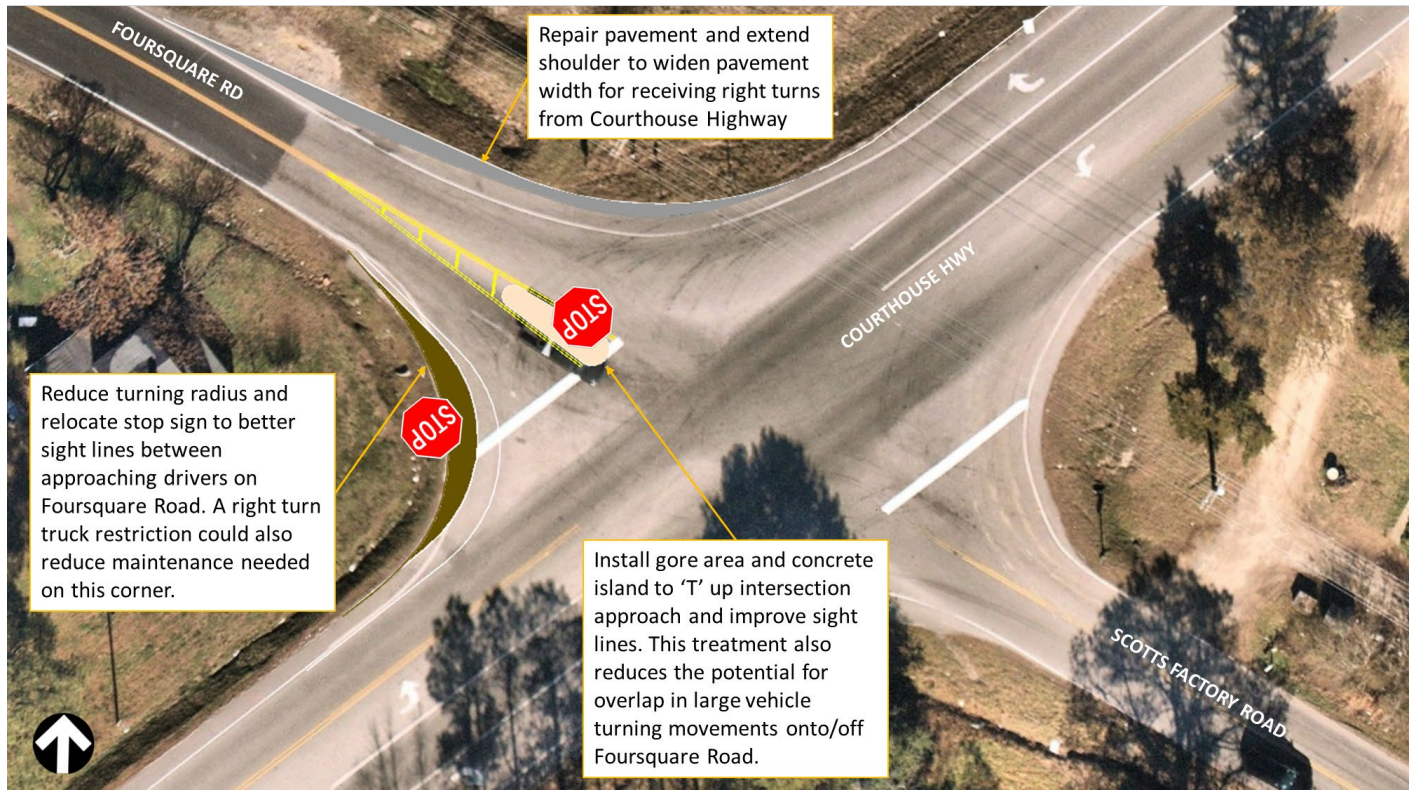 FOURSQUARE RD
Repair pavement and extend
shoulder to widen pavement
width for receiving right turns
from Courthouse Highway
COURTHOUSE HWY
STOP
STOP
Reduce turning radius and
relocate stop sign to better
sight lines between
approaching drivers on
Foursquare Road. A right turn
truck restriction could also
reduce maintenance needed
on this corner.
Install gore area and concrete
island to ‘T’ up intersection
approach and improve sight
lines. This treatment also
reduces the potential for
overlap in large vehicle
turning movements onto/off
Foursquare Road.
SCOTTS FACTORY ROAD